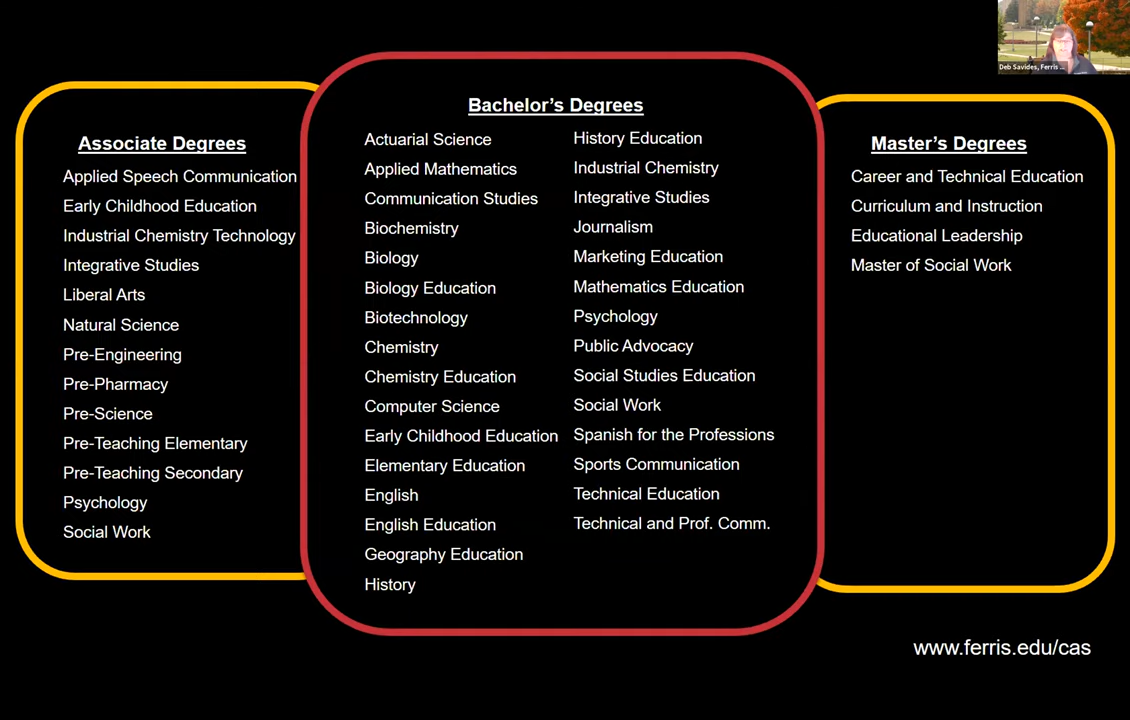 Deb Savides, Ferris ...
Associate Degrees
Applied Speech Communication
Early Childhood Education
Industrial Chemistry Technology
Integrative Studies
Liberal Arts
Natural Science
Pre-Engineering
Pre-Pharmacy
Pre-Science
Pre-Teaching Elementary
Pre-Teaching Secondary
Psychology
Social Work
Bachelor's Degrees
Actuarial Science
Applied Mathematics
Communication Studies
Biochemistry
Biology
Biology Education
Biotechnology
Chemistry
Chemistry Education
Computer Science
Early Childhood Education
Elementary Education
English
English Education
Geography Education
History
History Education
Industrial Chemistry
Integrative Studies
Journalism
Marketing Education
Mathematics Education
Psychology
Public Advocacy
Social Studies Education
Social Work
Spanish for the Professions
Sports Communication
Technical Education
Technical and Prof. Comm.
Master's Degrees
Career and Technical Education
Curriculum and Instruction
Educational Leadership
Master of Social Work
www.ferris.edu/cas